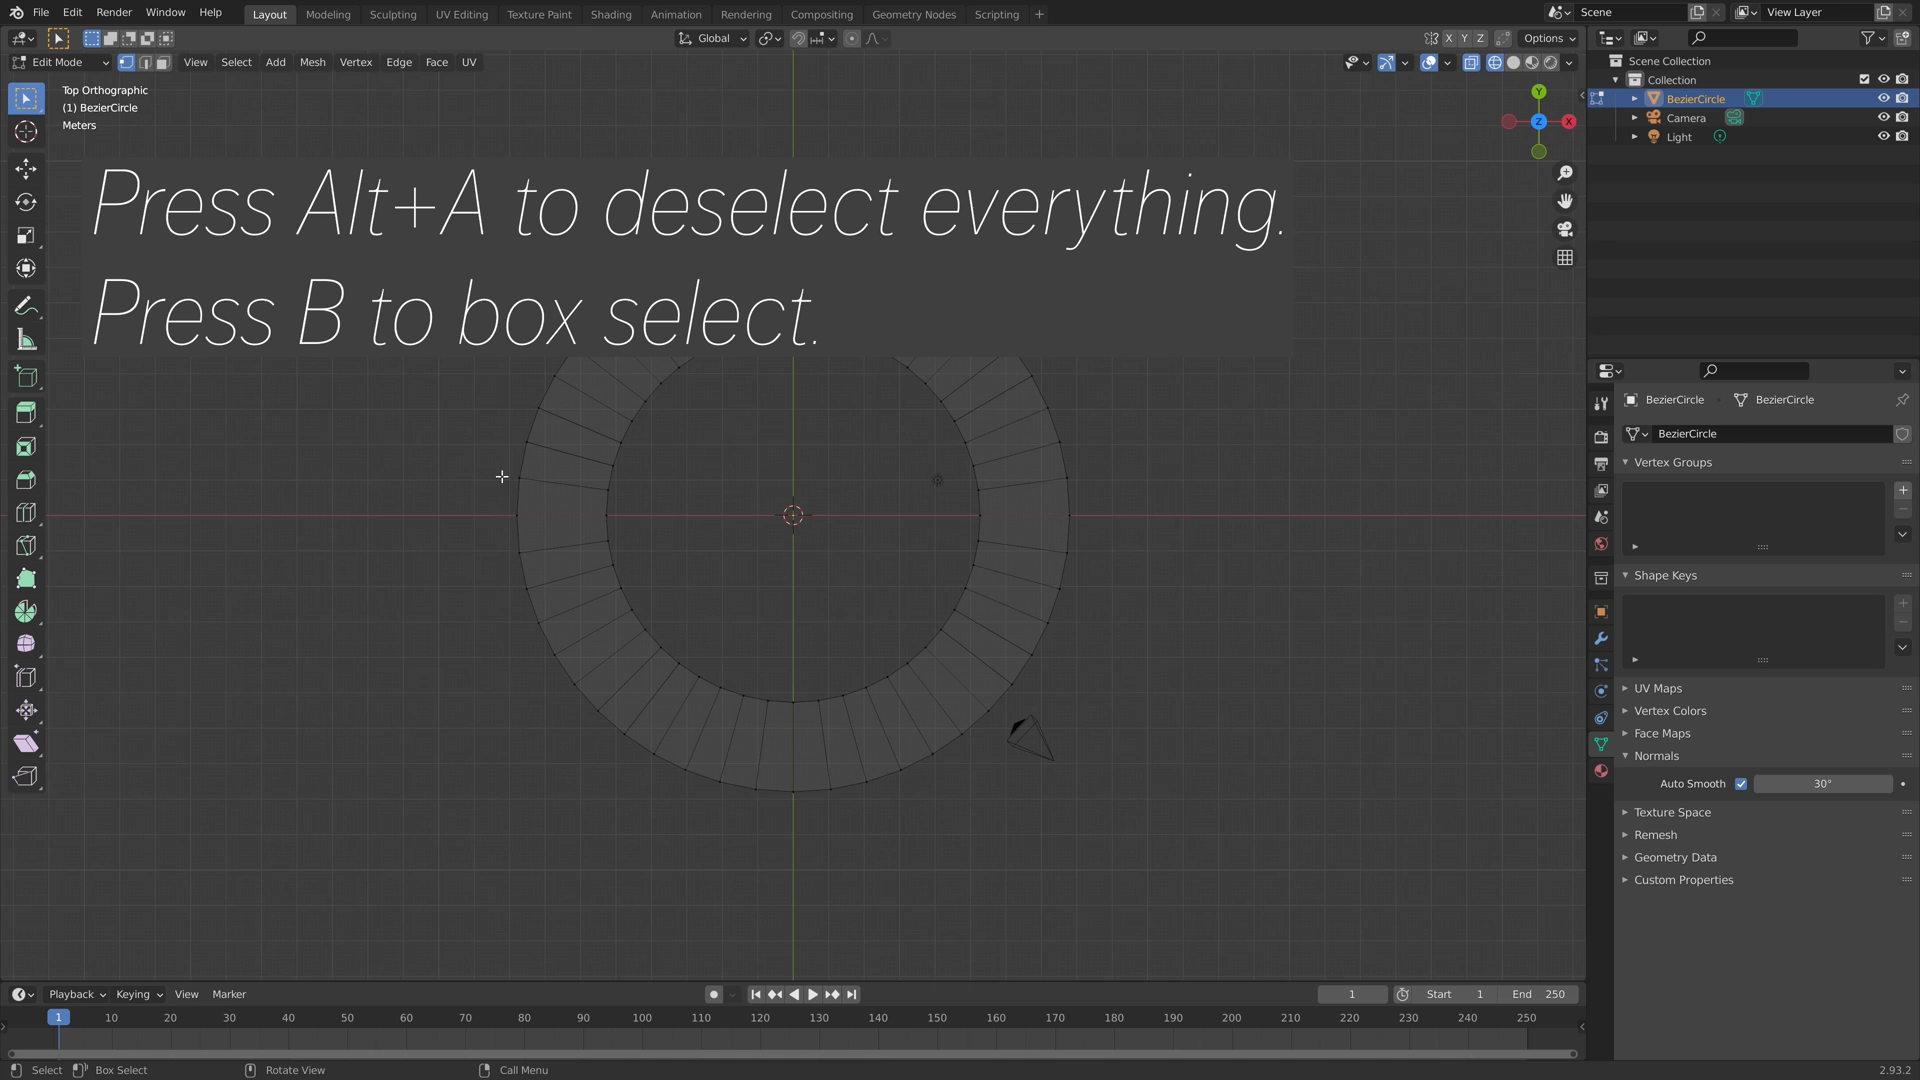 File Edit Render Window Help Layout Modeling Sculpting UV Editing Texture Paint Shading Animation Rendering Compositing Geometry Nodes Scripting + Scene View Layer
Global X Y Z Options
Edit Mode View Select Add Mesh Vertex Edge Face UV
Top Orthographic
(1) BezierCircle
Meters
Y
Z
X
Press Alt+A to deselect everything.
Press B to box select.
Scene Collection
Collection
BezierCircle
Camera
Light
BezierCircle BezierCircle
BezierCircle
Vertex Groups
Shape Keys
UV Maps
Vertex Colors
Face Maps
Normals
Auto Smooth 30°
Texture Space
Remesh
Geometry Data
Custom Properties
Playback Keying View Marker 1 Start 1 End 250
1 10 20 30 40 50 60 70 80 90 100 110 120 130 140 150 160 170 180 190 200 210 220 230 240 250
Select Box Select Rotate View Call Menu 2.93.2